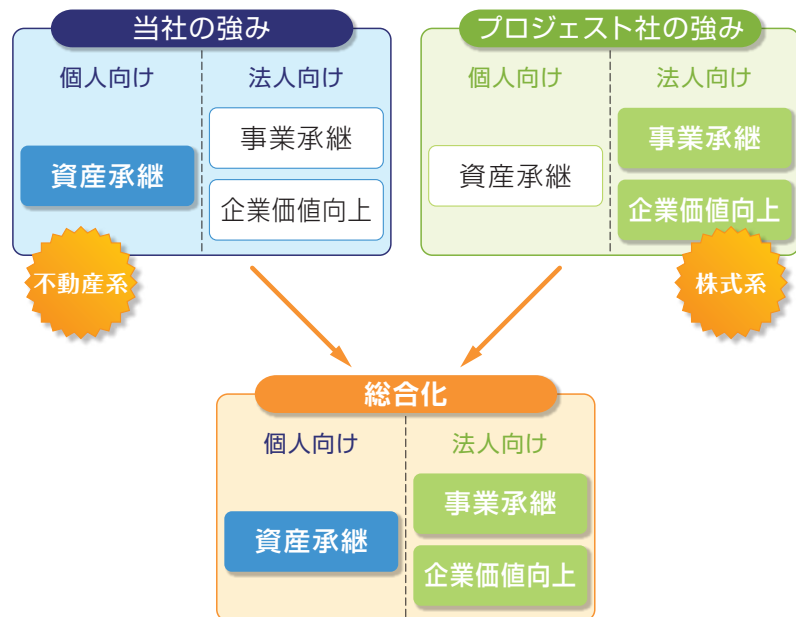 当社の強み
個人向け
法人向け
資産承継
事業承継
企業価値向上
不動産系
プロジェスト社の強み
個人向け
法人向け
資産承継
事業承継
企業価値向上
株式系
総合化
個人向け
法人向け
資産承継
事業承継
企業価値向上